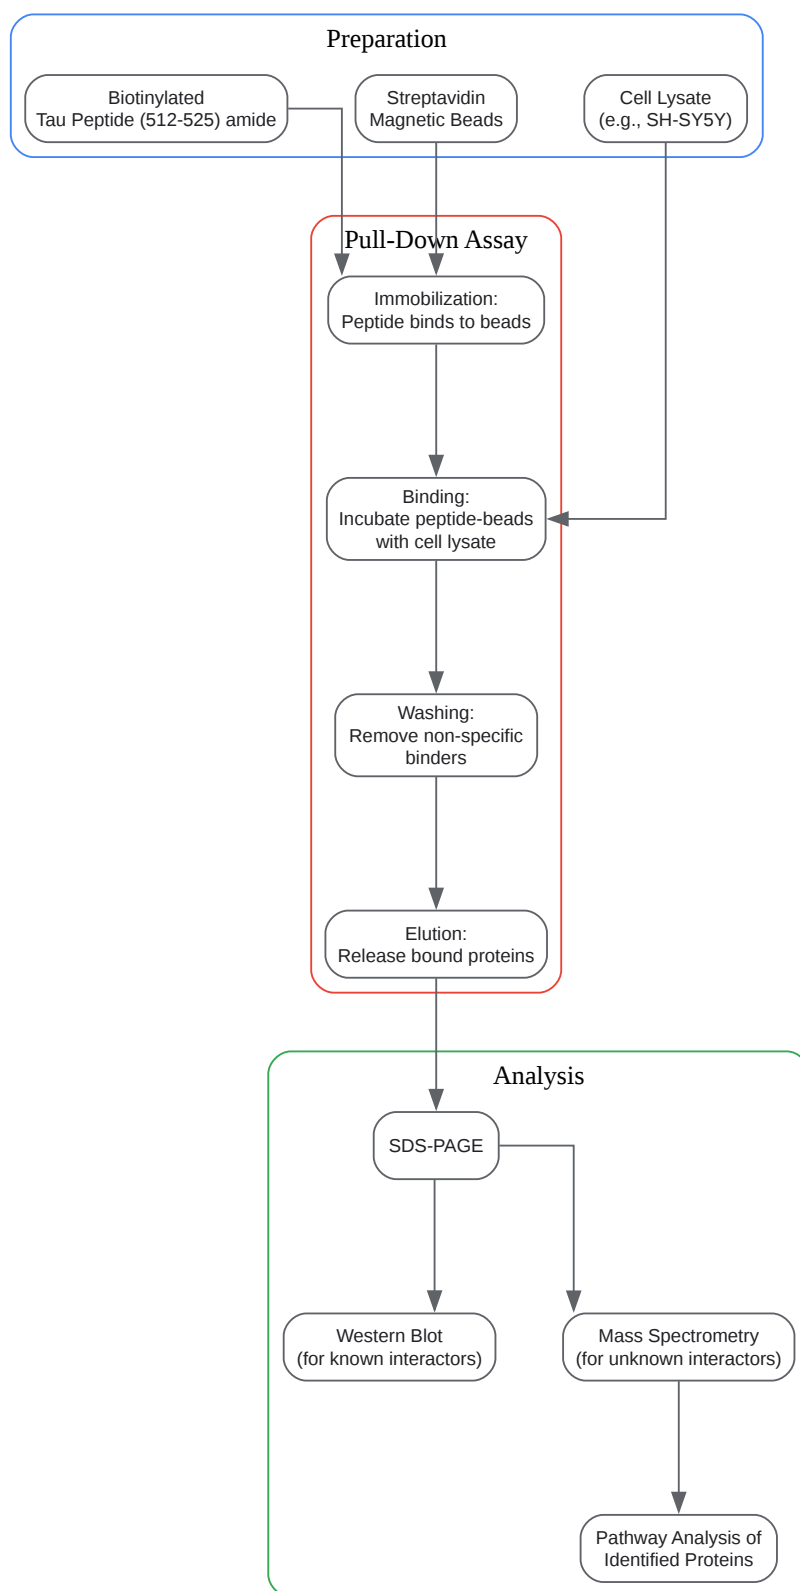 Preparation
Biotinylated
Tau Peptide (512-525) amide
Streptavidin
Magnetic Beads
Cell Lysate
(e.g., SH-SY5Y)
Pull-Down Assay
Immobilization:
Peptide binds to beads
Binding:
Incubate peptide-beads
with cell lysate
Washing:
Remove non-specific
binders
Elution:
Release bound proteins
Analysis
SDS-PAGE
Western Blot
(for known interactors)
Mass Spectrometry
(for unknown interactors)
Pathway Analysis of
Identified Proteins